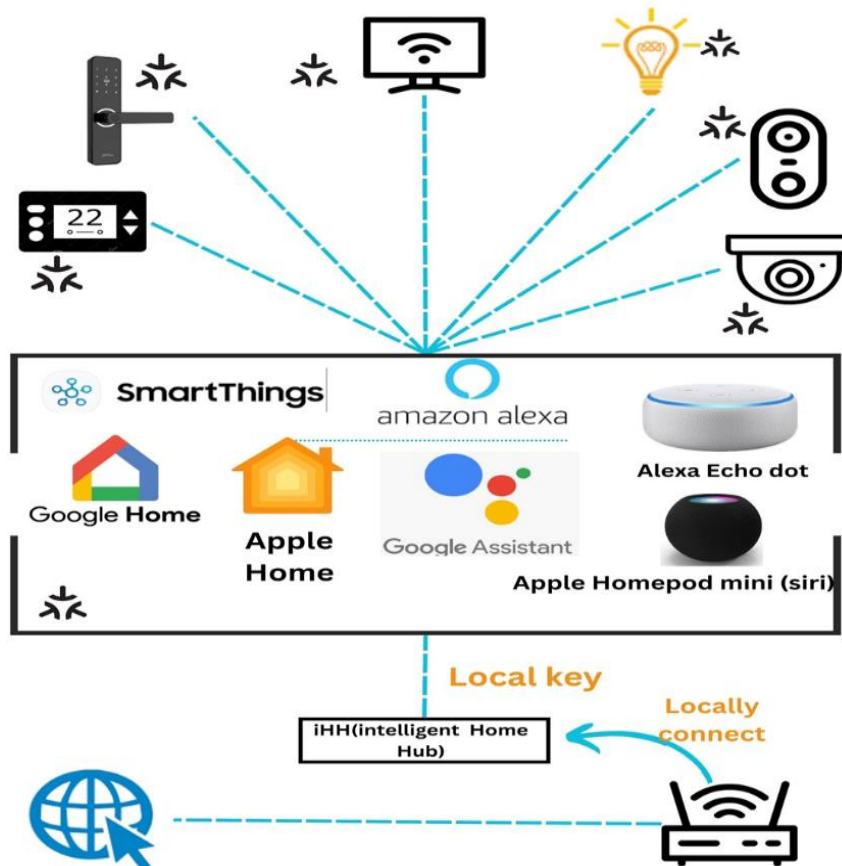 22
SmartThings
amazon alexa
Google Home
Apple
Home
Google Assistant
Alexa Echo dot
Apple Homepod mini (siri)
Local key
iHH(intelligent Home
Hub)
Locally
connect